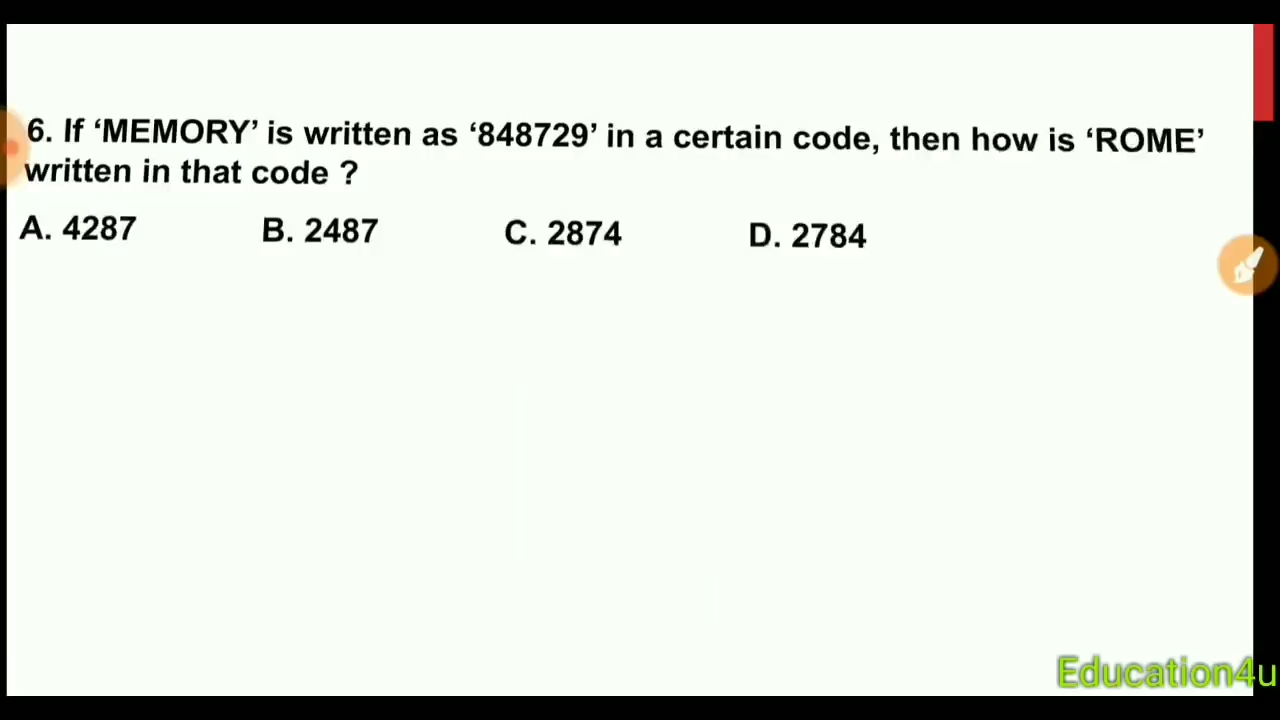 6. If ‘MEMORY’ is written as ‘848729’ in a certain code, then how is ‘ROME’
written in that code ?
A. 4287 B. 2487 C. 2874 D. 2784
Education4u